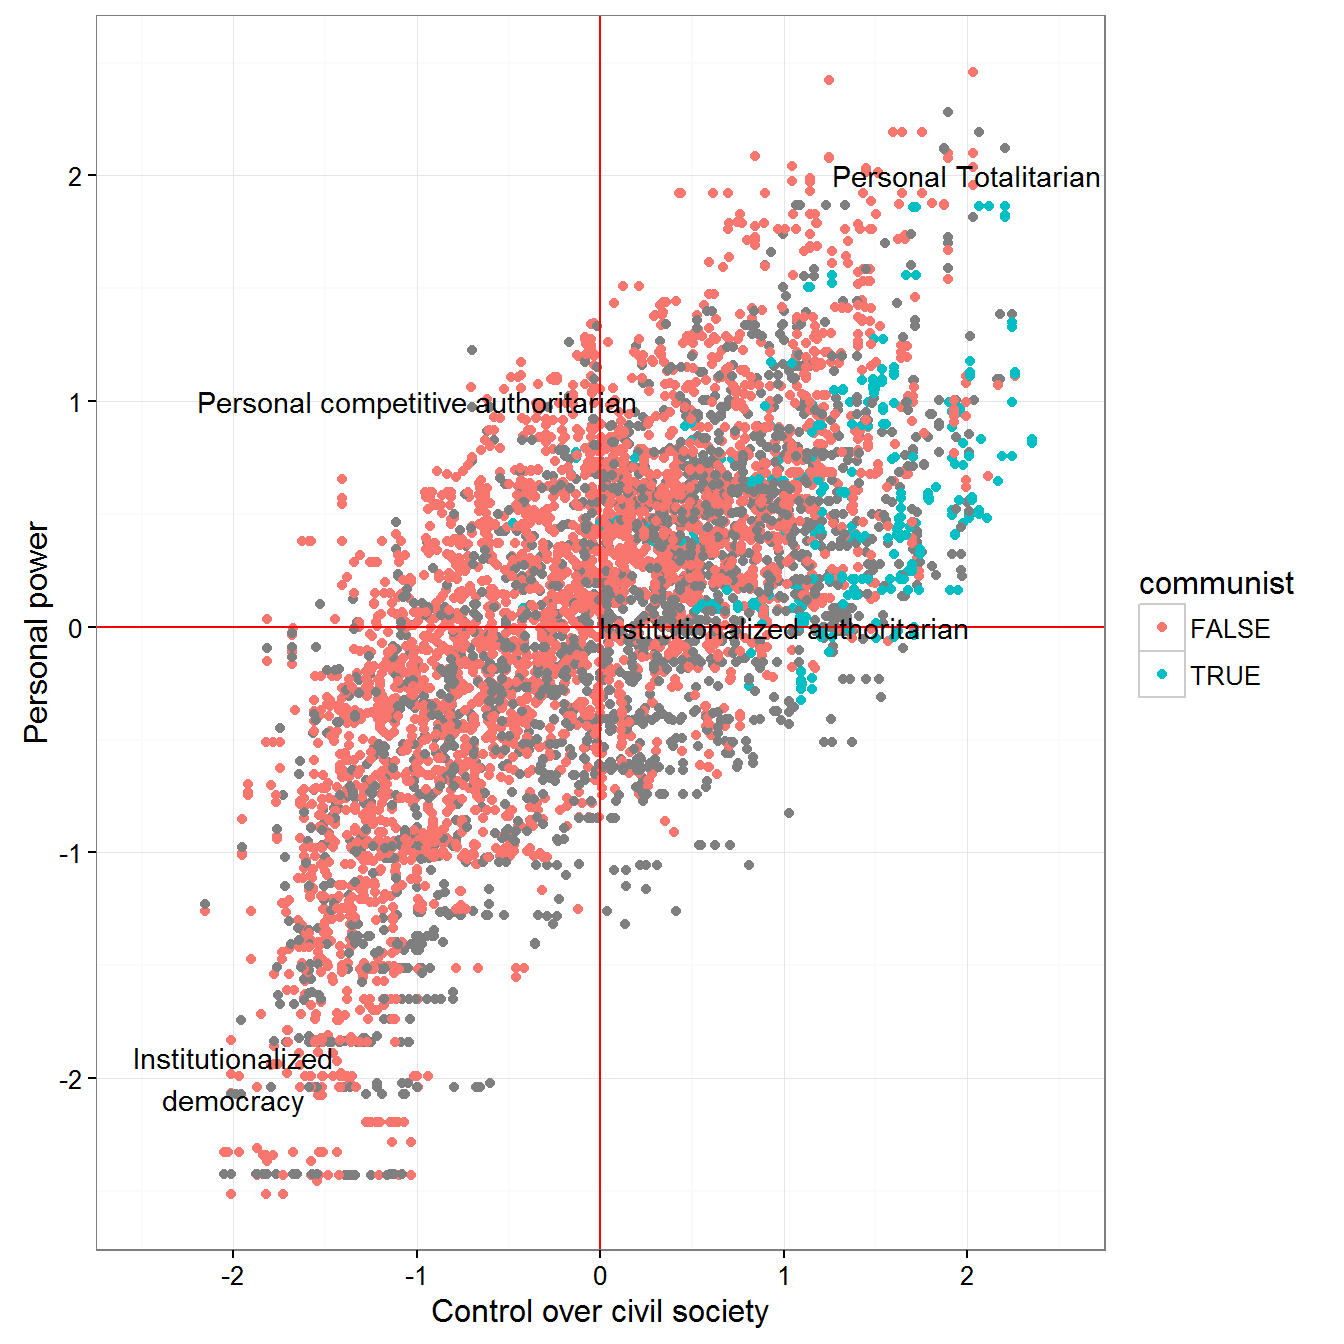 2
1
0
-1
-2
Personal power
Personal Totalitarian
Personal competitive authoritarian
Institutionalized authoritarian
Institutionalized
democracy
-2
-1
0
1
2
Control over civil society
communist
FALSE
TRUE